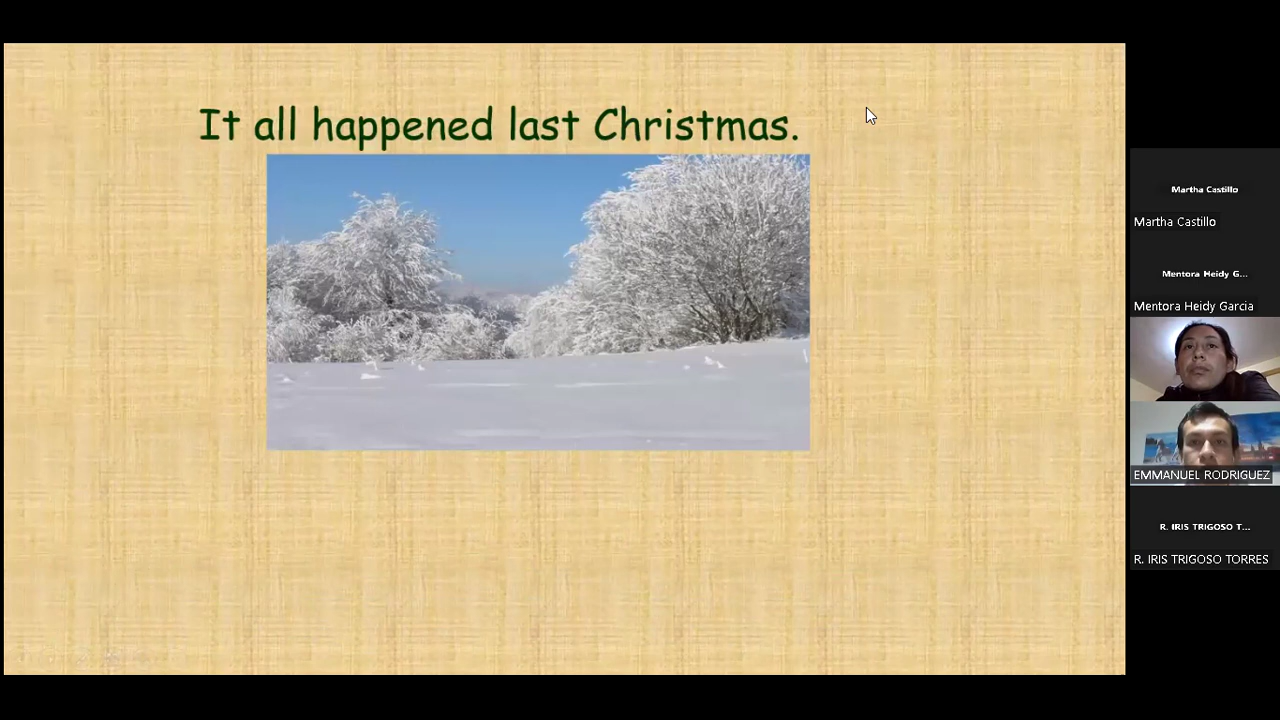 It all happened last Christmas.
Martha Castillo
Martha Castillo
Mentora Heidy G...
Mentora Heidy Garcia
EMMANUEL RODRIGUEZ
R. IRIS TRIGOSO T...
R. IRIS TRIGOSO TORRES